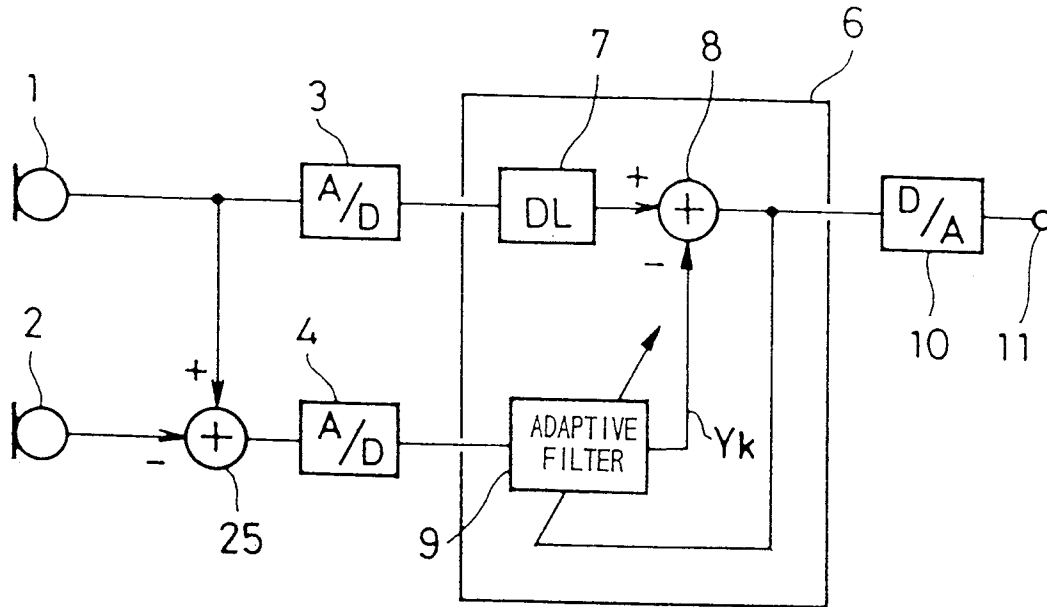 6
7
8
1
3
A/D
DL
+
+
-
D/A
10
11
2
4
+
+
-
25
A/D
ADAPTIVE
FILTER
Yk
9